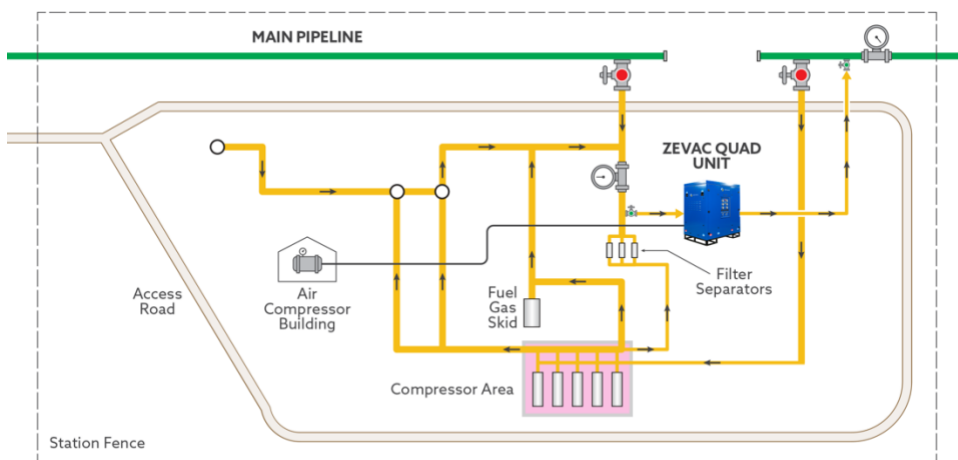 MAIN PIPELINE
ZEVAC QUAD
UNIT
Access
Road
Air
Compressor
Building
Fuel
Gas
Skid
Filter
Separators
Compressor Area
Station Fence